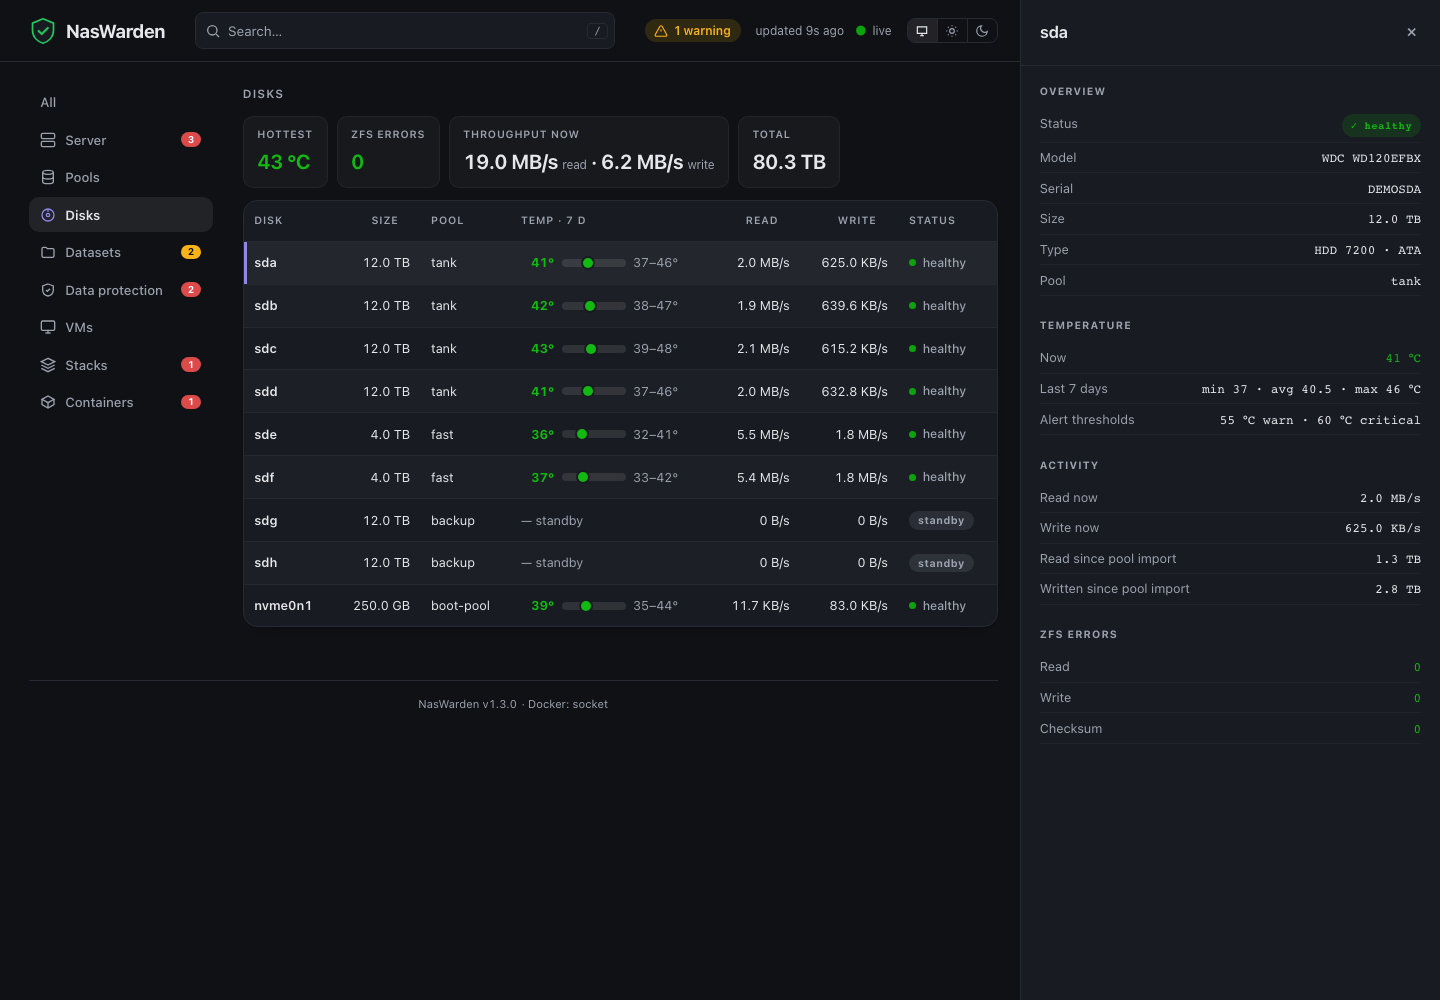 NasWarden
Search...
/
1 warning
updated 9s ago
live
All
Server 3
Pools
Disks
Datasets 2
Data protection 2
VMs
Stacks 1
Containers 1
DISKS
HOTTEST
43 °C
ZFS ERRORS
0
THROUGHPUT NOW
19.0 MB/s read · 6.2 MB/s write
TOTAL
80.3 TB
DISK SIZE POOL TEMP · 7 D READ WRITE STATUS
sda 12.0 TB tank 41° 37–46° 2.0 MB/s 625.0 KB/s healthy
sdb 12.0 TB tank 42° 38–47° 1.9 MB/s 639.6 KB/s healthy
sdc 12.0 TB tank 43° 39–48° 2.1 MB/s 615.2 KB/s healthy
sdd 12.0 TB tank 41° 37–46° 2.0 MB/s 632.8 KB/s healthy
sde 4.0 TB fast 36° 32–41° 5.5 MB/s 1.8 MB/s healthy
sdf 4.0 TB fast 37° 33–42° 5.4 MB/s 1.8 MB/s healthy
sdg 12.0 TB backup — standby 0 B/s 0 B/s standby
sdh 12.0 TB backup — standby 0 B/s 0 B/s standby
nvme0n1 250.0 GB boot-pool 39° 35–44° 11.7 KB/s 83.0 KB/s healthy
NasWarden v1.3.0 · Docker: socket
sda
×
OVERVIEW
Status ✓ healthy
Model WDC WD120EFBX
Serial DEMOSDA
Size 12.0 TB
Type HDD 7200 · ATA
Pool tank
TEMPERATURE
Now 41 °C
Last 7 days min 37 · avg 40.5 · max 46 °C
Alert thresholds 55 °C warn · 60 °C critical
ACTIVITY
Read now 2.0 MB/s
Write now 625.0 KB/s
Read since pool import 1.3 TB
Written since pool import 2.8 TB
ZFS ERRORS
Read 0
Write 0
Checksum 0